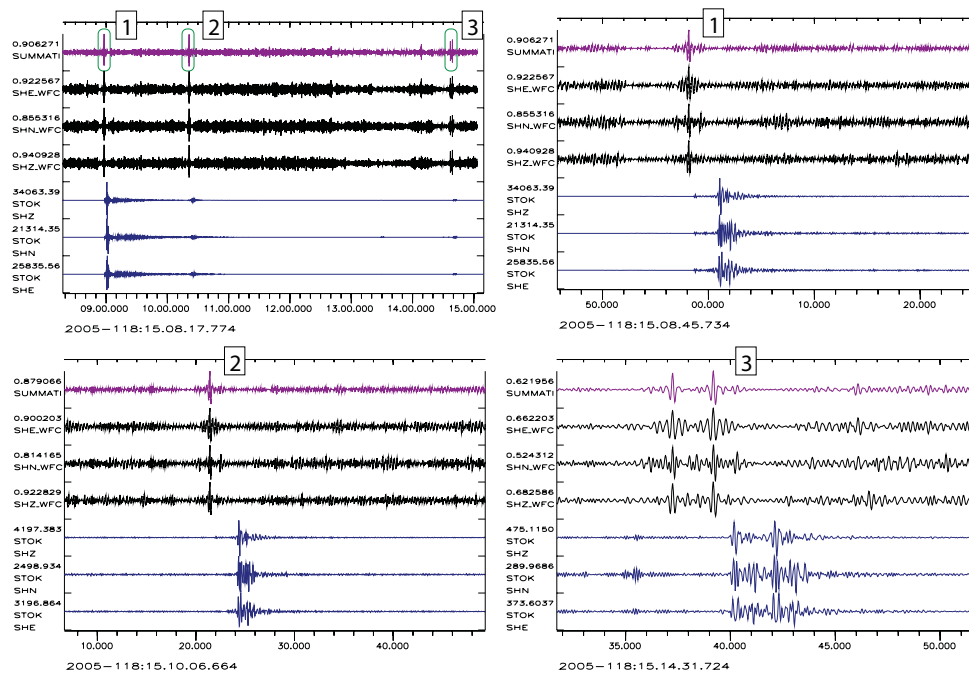 1
2
3
0.906271
SUMMATI
0.922567
SHE_WFC
0.855316
SHN_WFC
0.940928
SHZ_WFC
34063.39
STOK
SHZ
21314.35
STOK
SHN
25835.56
STOK
SHE
09.00.000 10.00.000 11.00.000 12.00.000 13.00.000 14.00.000 15.00.000
2005-118:15.08.17.774
1
0.906271
SUMMATI
0.922567
SHE_WFC
0.855316
SHN_WFC
0.940928
SHZ_WFC
34063.39
STOK
SHZ
21314.35
STOK
SHN
25835.56
STOK
SHE
50.000 00.000 10.000 20.000
2005-118:15.08.45.734
2
0.879066
SUMMATI
0.900203
SHE_WFC
0.814165
SHN_WFC
0.922829
SHZ_WFC
4197.383
STOK
SHZ
2498.934
STOK
SHN
3196.864
STOK
SHE
10.000 20.000 30.000 40.000
2005-118:15.10.06.664
3
0.621956
SUMMATI
0.662203
SHE_WFC
0.524312
SHN_WFC
0.682586
SHZ_WFC
475.1150
STOK
SHZ
289.9686
STOK
SHN
373.6037
STOK
SHE
35.000 40.000 45.000 50.000
2005-118:15.14.31.724